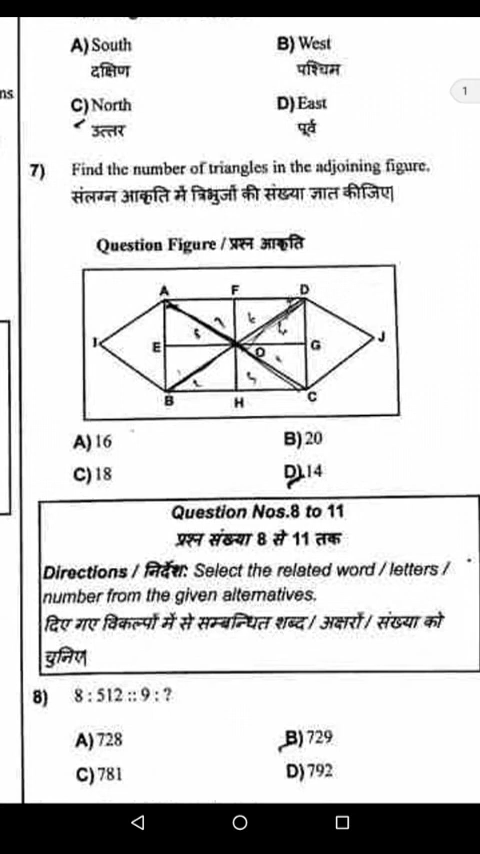 A) South
B) West
दक्षिण
पश्चिम
ns
1
C) North
D) East
उत्तर
पूर्व
7) Find the number of triangles in the adjoining figure.
संलग्न आकृति में त्रिभुजों की संख्या ज्ञात कीजिए|
Question Figure / प्रश्न आकृति
A F D
I E O G J
B H C
A) 16
B) 20
C) 18
D) 14
Question Nos.8 to 11
प्रश्न संख्या 8 से 11 तक
Directions / निर्देश: Select the related word / letters /
number from the given alternatives.
दिए गए विकल्पों में से सम्बन्धित शब्द / अक्षरों / संख्या को
चुनिए|
8) 8 : 512 :: 9 : ?
A) 728
B) 729
C) 781
D) 792